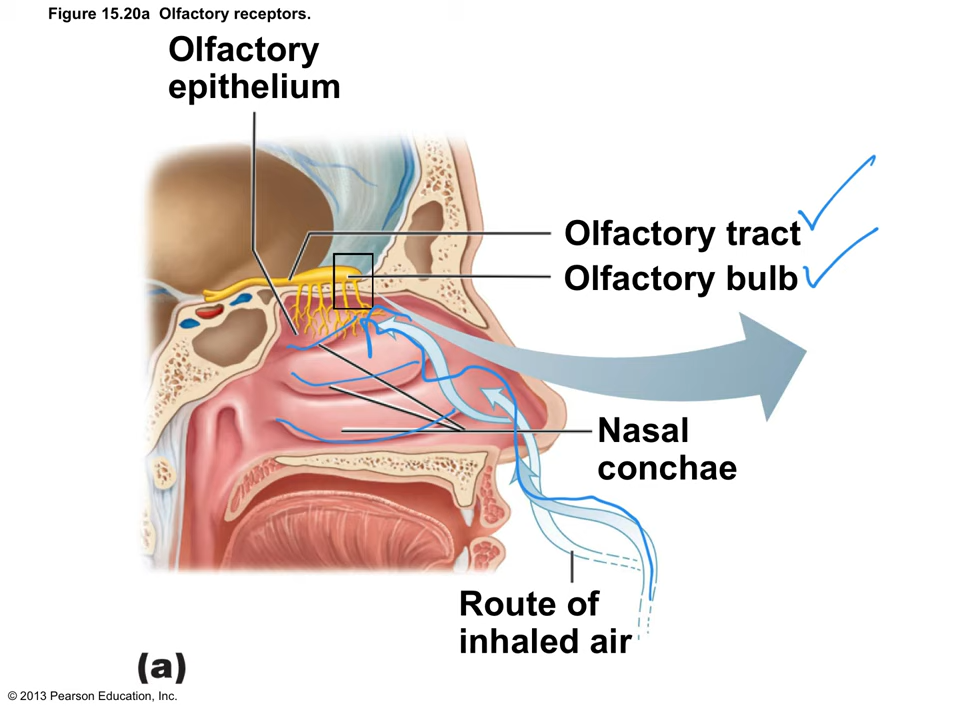 Figure 15.20a Olfactory receptors.
Olfactory
epithelium
Olfactory tract
Olfactory bulb
Nasal
conchae
Route of
inhaled air
(a)
© 2013 Pearson Education, Inc.